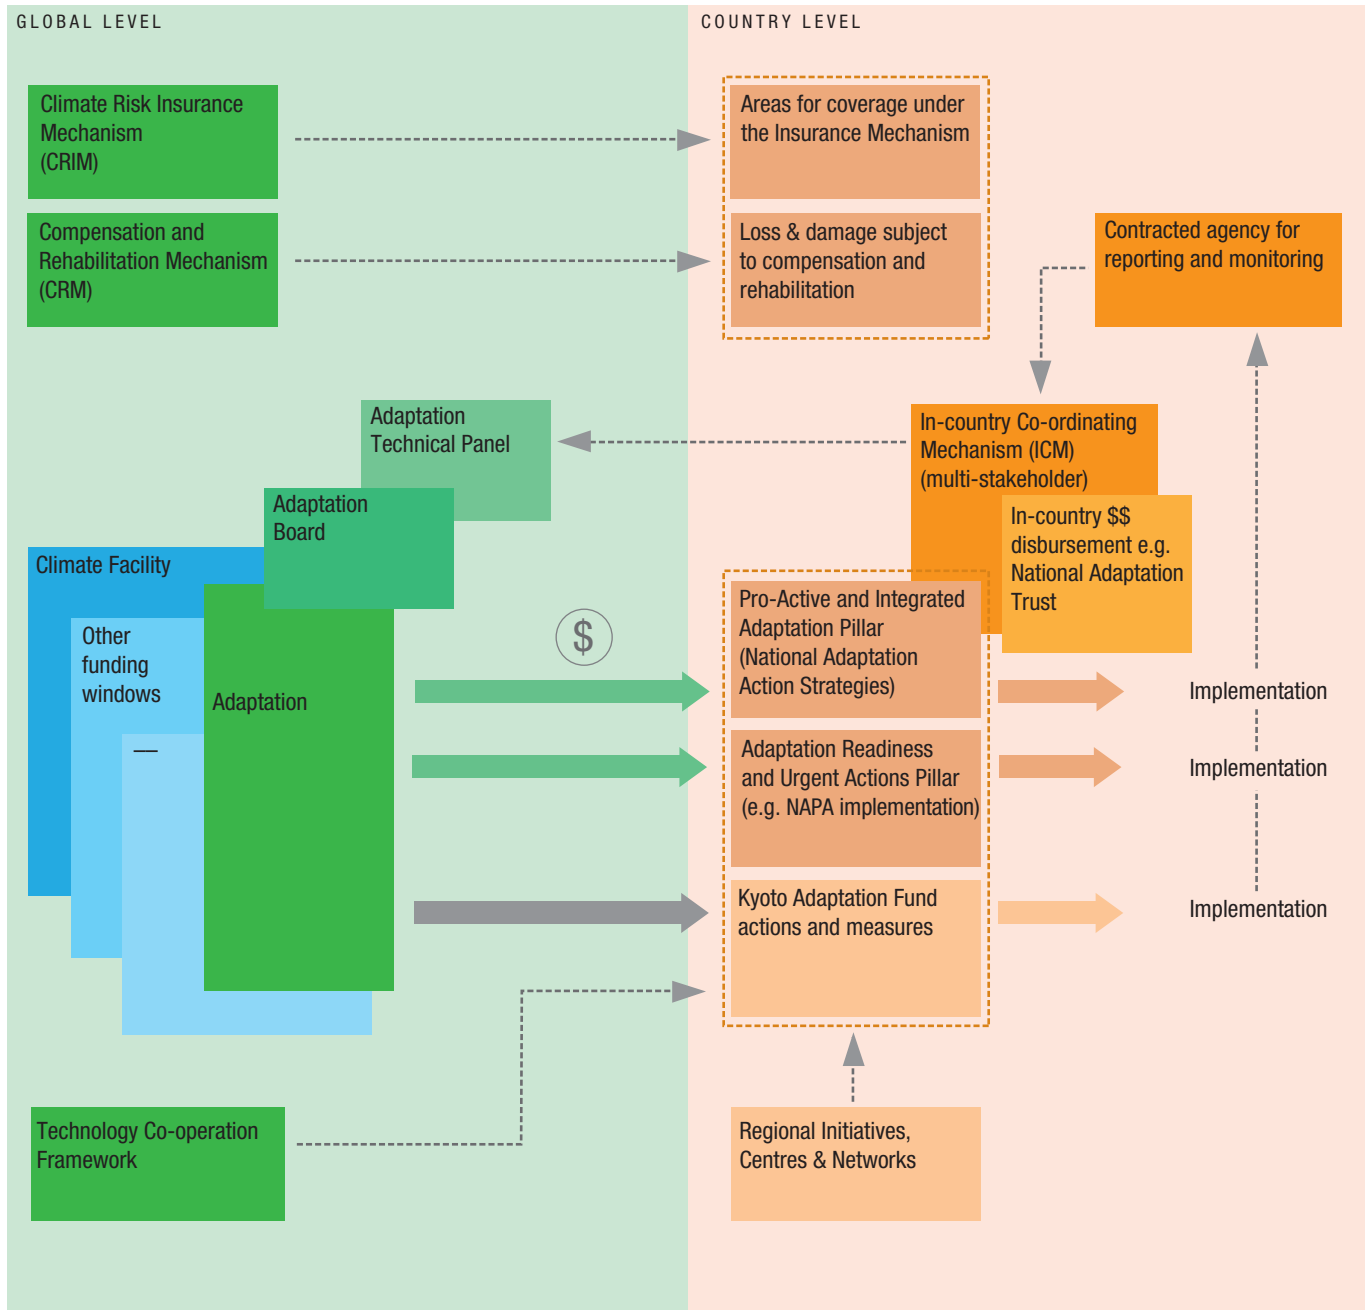 GLOBAL LEVEL
COUNTRY LEVEL
Climate Risk Insurance
Mechanism
(CRIM)
Areas for coverage under
the Insurance Mechanism
Compensation and
Rehabilitation Mechanism
(CRM)
Loss & damage subject
to compensation and
rehabilitation
Contracted agency for
reporting and monitoring
Adaptation
Technical Panel
In-country Co-ordinating
Mechanism (ICM)
(multi-stakeholder)
Adaptation
Board
In-country $$
disbursement e.g.
National Adaptation
Trust
Climate Facility
Other
funding
windows
—
Adaptation
$
Pro-Active and Integrated
Adaptation Pillar
(National Adaptation
Action Strategies)
Implementation
Adaptation Readiness
and Urgent Actions Pillar
(e.g. NAPA implementation)
Implementation
Kyoto Adaptation Fund
actions and measures
Implementation
Technology Co-operation
Framework
Regional Initiatives,
Centres & Networks